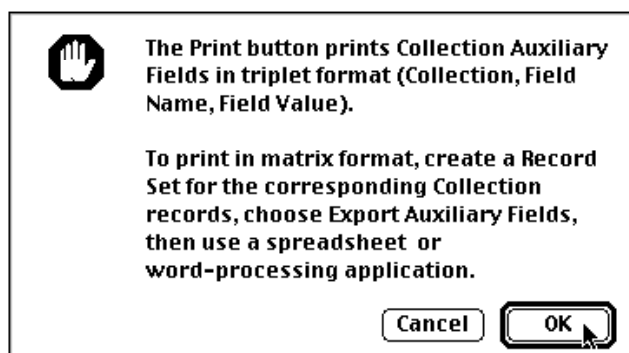 The Print button prints Collection Auxiliary
Fields in triplet format (Collection, Field
Name, Field Value).
To print in matrix format, create a Record
Set for the corresponding Collection
records, choose Export Auxiliary Fields,
then use a spreadsheet or
word-processing application.
Cancel
OK